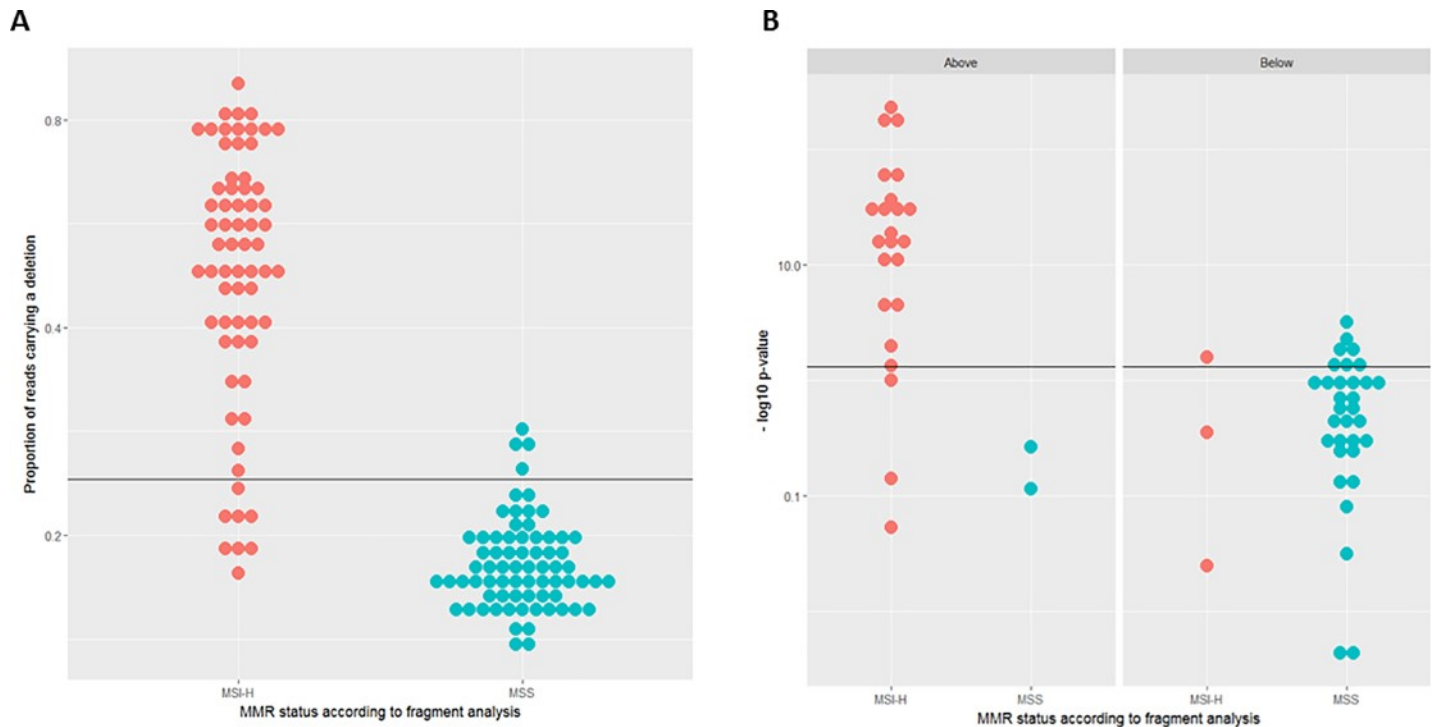 A
Proportion of reads carrying a deletion
0.8
0.4
0.2
MSI-H MSS
MMR status according to fragment analysis
B
Above Below
- log10 p-value
10.0
0.1
MSI-H MSS MSI-H MSS
MMR status according to fragment analysis